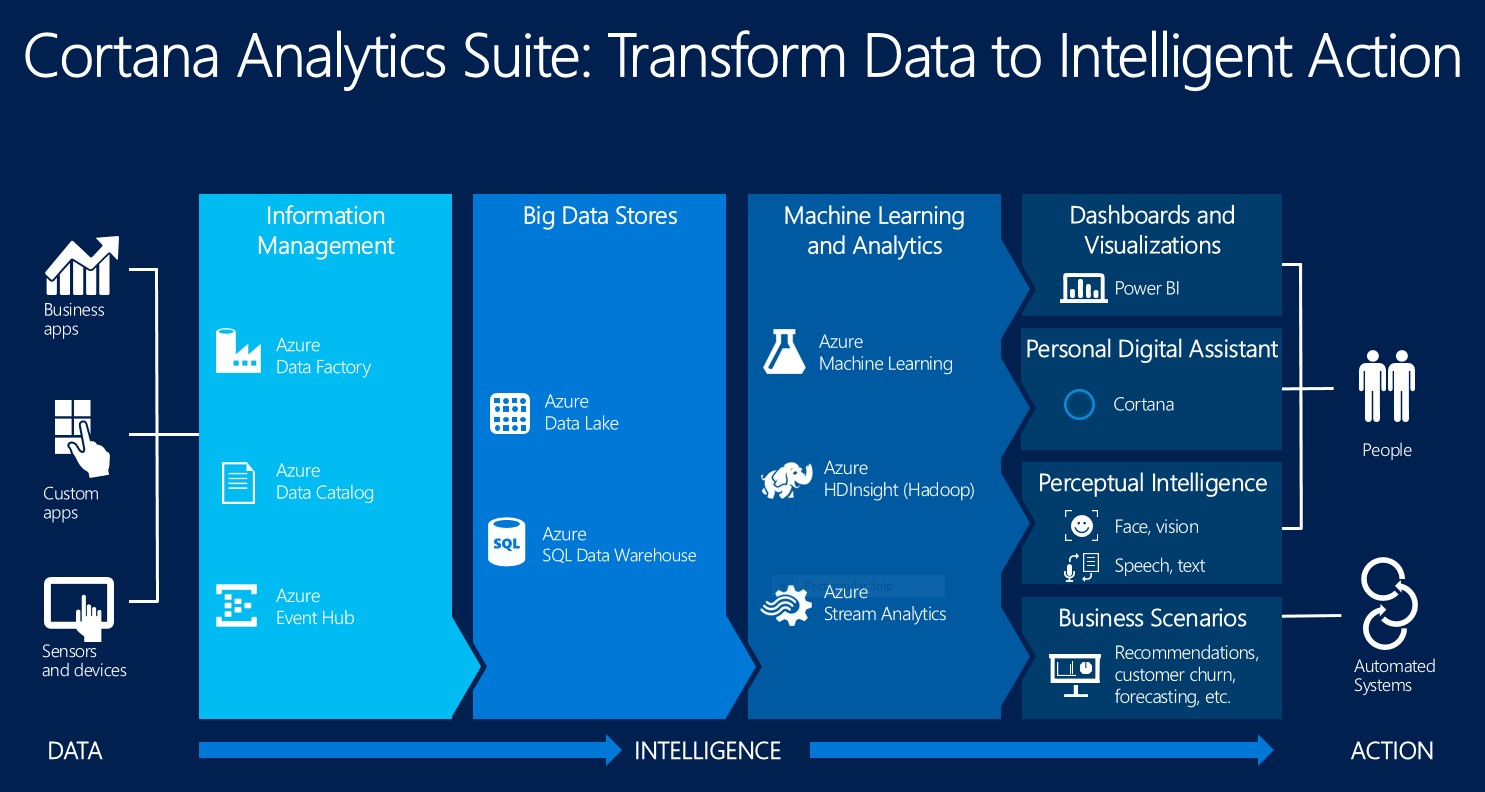 Cortana Analytics Suite: Transform Data to Intelligent Action
Business
apps
Custom
apps
Sensors
and devices
Information
Management
Azure
Data Factory
Azure
Data Catalog
Azure
Event Hub
Big Data Stores
Azure
Data Lake
SQL
Azure
SQL Data Warehouse
Machine Learning
and Analytics
Azure
Machine Learning
Azure
HDInsight (Hadoop)
Rectangular Snip
Azure
Stream Analytics
Dashboards and
Visualizations
Power BI
Personal Digital Assistant
Cortana
Perceptual Intelligence
Face, vision
Speech, text
Business Scenarios
Recommendations,
customer churn,
forecasting, etc.
People
Automated
Systems
DATA
INTELLIGENCE
ACTION